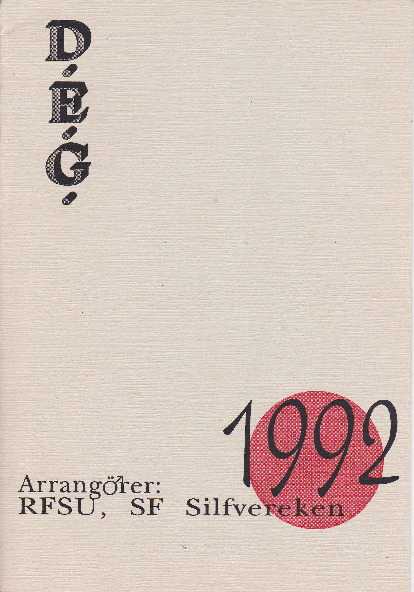 D.
E.
G.
1992
Arrangörer:
RFSU, SF Silfvereken